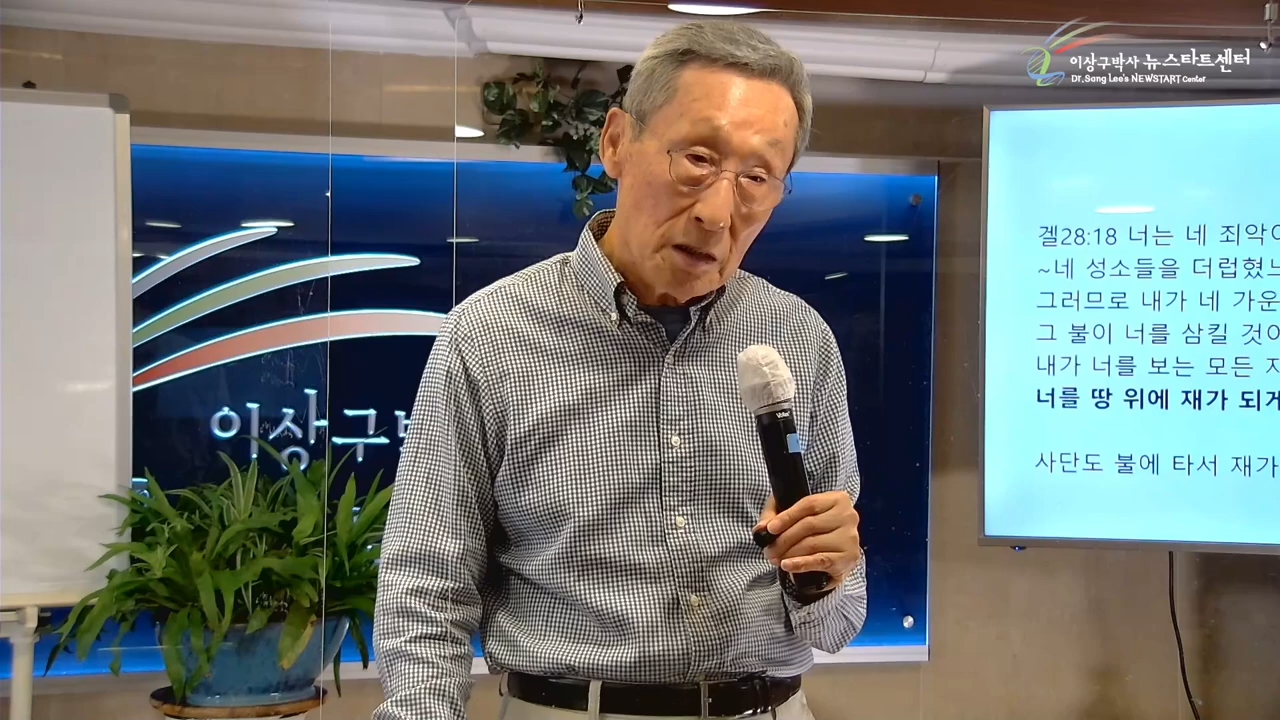 이상구박사 뉴스타트센터
Dr. Sang Lee's NEWSTART Center
이상구
겔28:18 너는 네 죄악
~네 성소들을 더럽혔
그러므로 내가 네 가운
그 불이 너를 삼킬 것
내가 너를 보는 모든
너를 땅 위에 재가 되게
사단도 불에 타서 재가